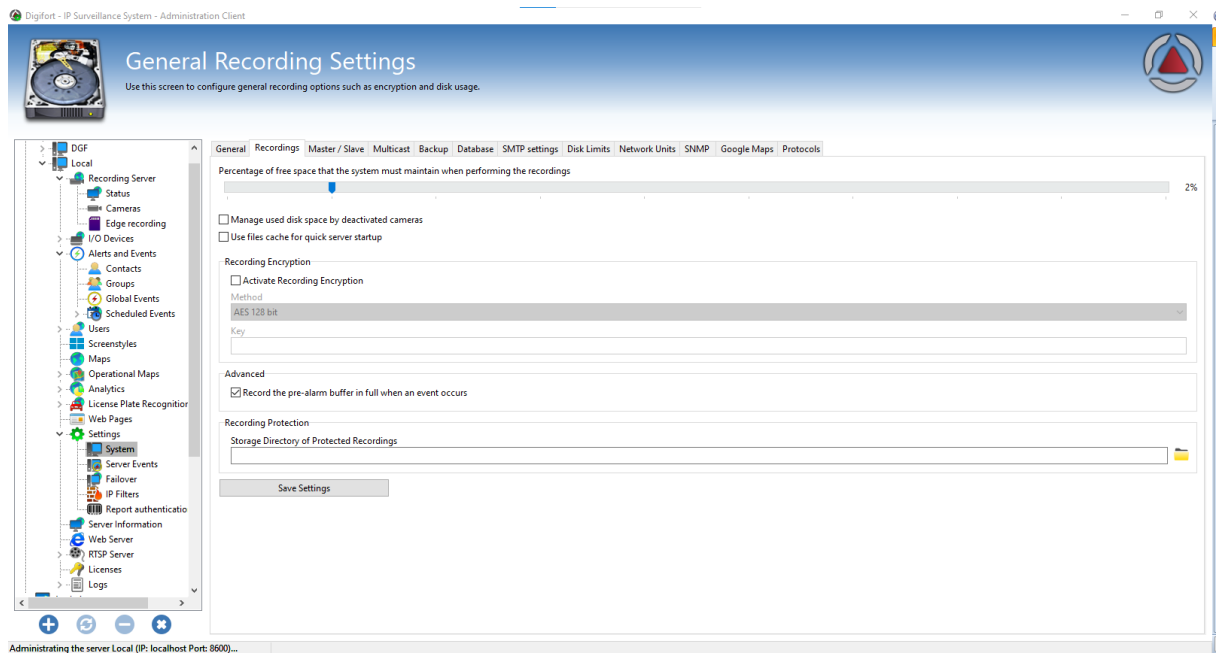 Digifort - IP Surveillance System - Administration Client
General Recording Settings
Use this screen to configure general recording options such as encryption and disk usage.
DGF
Local
Recording Server
Status
Cameras
Edge recording
I/O Devices
Alerts and Events
Contacts
Groups
Global Events
Scheduled Events
Users
Screenstyles
Maps
Operational Maps
Analytics
License Plate Recognition
Web Pages
Settings
System
Server Events
Failover
IP Filters
Report authenticatio
Server Information
Web Server
RTSP Server
Licenses
Logs
General Recordings Master / Slave Multicast Backup Database SMTP settings Disk Limits Network Units SNMP Google Maps Protocols
Percentage of free space that the system must maintain when performing the recordings
2%
Manage used disk space by deactivated cameras
Use files cache for quick server startup
Recording Encryption
Activate Recording Encryption
Method
AES 128 bit
Key
Advanced
Record the pre-alarm buffer in full when an event occurs
Recording Protection
Storage Directory of Protected Recordings
Save Settings
Administrating the server Local (IP: localhost Port: 8600)...